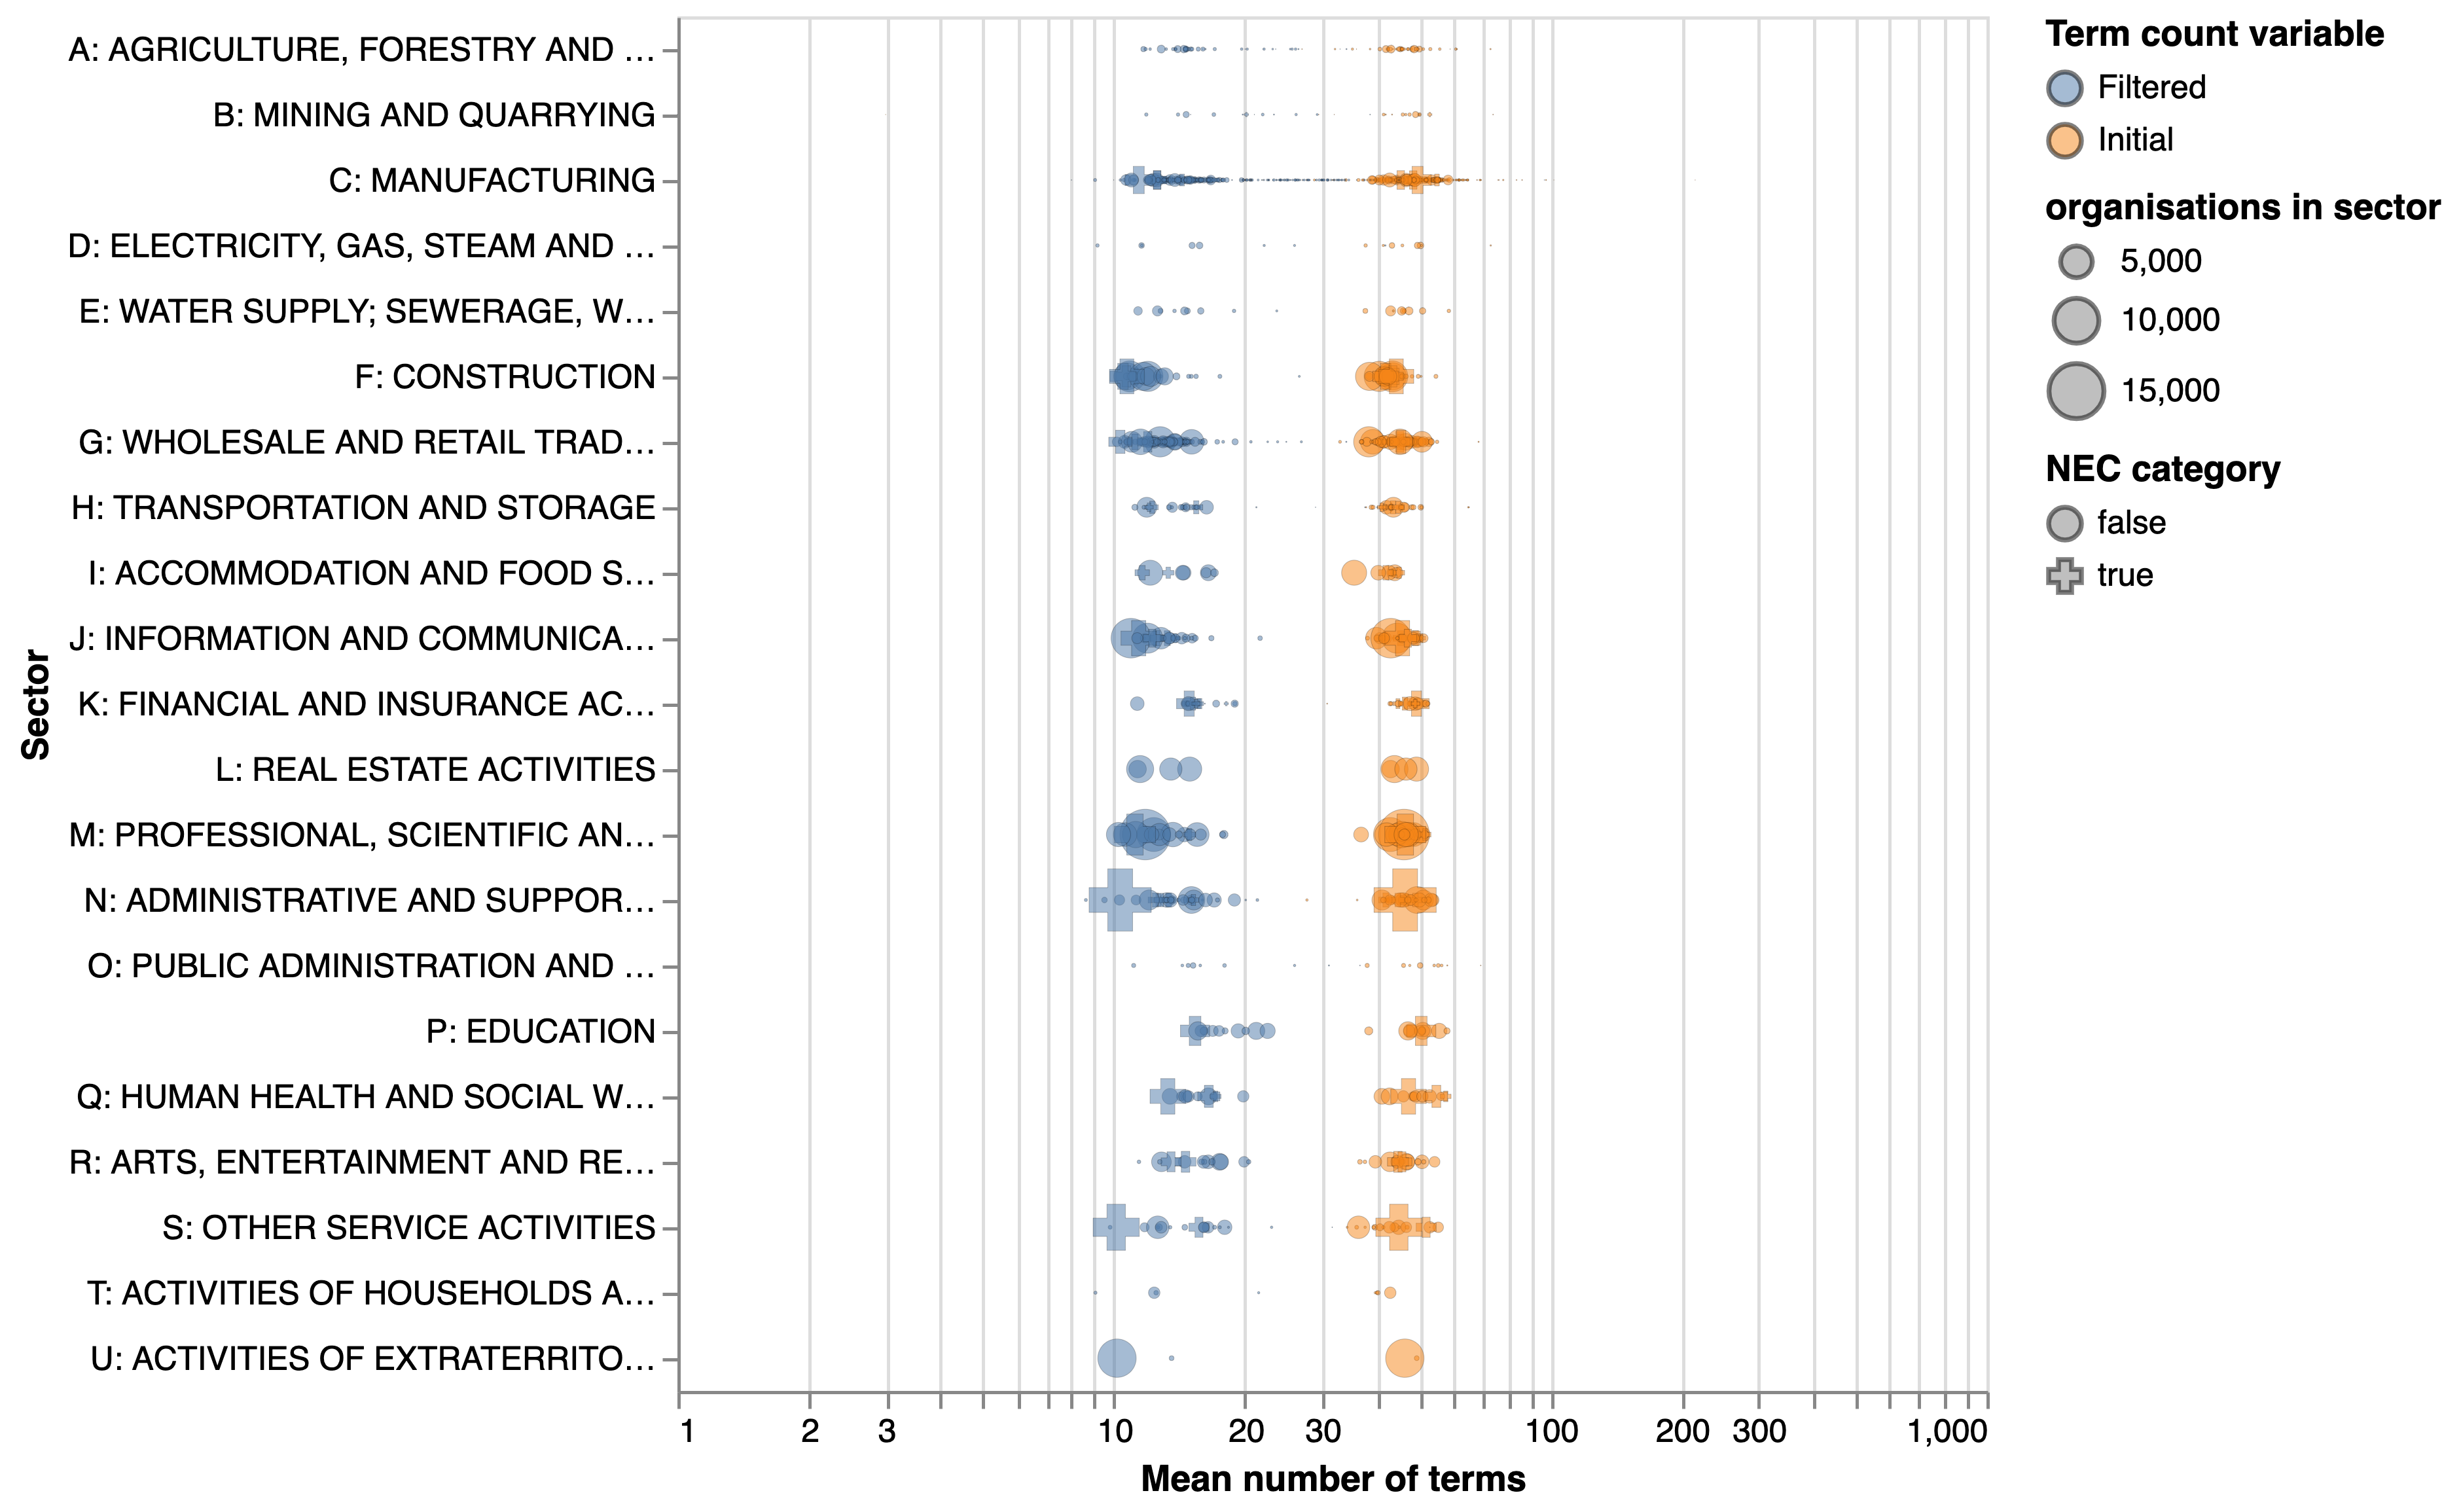 A: AGRICULTURE, FORESTRY AND …
B: MINING AND QUARRYING
C: MANUFACTURING
D: ELECTRICITY, GAS, STEAM AND …
E: WATER SUPPLY; SEWERAGE, W…
F: CONSTRUCTION
G: WHOLESALE AND RETAIL TRAD…
H: TRANSPORTATION AND STORAGE
I: ACCOMMODATION AND FOOD S…
J: INFORMATION AND COMMUNICA…
K: FINANCIAL AND INSURANCE AC…
L: REAL ESTATE ACTIVITIES
M: PROFESSIONAL, SCIENTIFIC AN…
N: ADMINISTRATIVE AND SUPPOR…
O: PUBLIC ADMINISTRATION AND …
P: EDUCATION
Q: HUMAN HEALTH AND SOCIAL W…
R: ARTS, ENTERTAINMENT AND RE…
S: OTHER SERVICE ACTIVITIES
T: ACTIVITIES OF HOUSEHOLDS A…
U: ACTIVITIES OF EXTRATERRITO…
Sector
1 2 3 10 20 30 100 200 300 1,000
Mean number of terms
Term count variable
Filtered
Initial
organisations in sector
5,000
10,000
15,000
NEC category
false
true